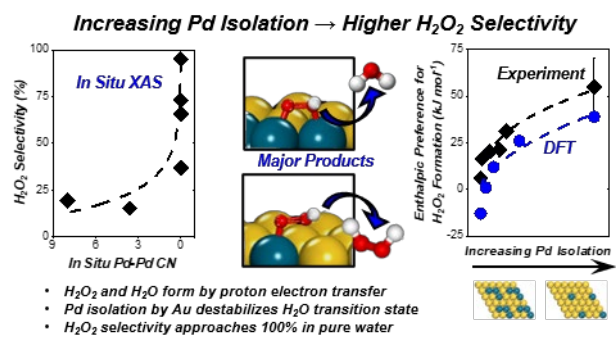 Increasing Pd Isolation → Higher H₂O₂ Selectivity
H₂O₂ Selectivity (%)
100
75
50
25
0
In Situ XAS
9
6
3
0
In Situ Pd-Pd CN
Major Products
Enthalpic Preference for
H₂O₂ Formation (kJ mol⁻¹)
75
50
25
0
-25
Experiment
DFT
Increasing Pd Isolation
• H₂O₂ and H₂O form by proton electron transfer
• Pd isolation by Au destabilizes H₂O transition state
• H₂O₂ selectivity approaches 100% in pure water